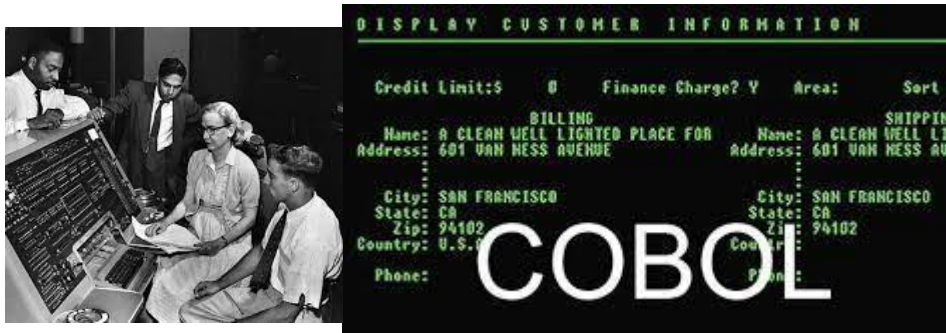 DISPLAY CUSTOMER INFORMATION
Credit Limit:$ 0 Finance Charge? Y Area: Sort
BILLING SHIPPIN
Name: A CLEAN WELL LIGHTED PLACE FOR Name: A CLEAN WELL LI
Address: 601 VAN NESS AVENUE Address: 601 VAN NESS AV
City: SAN FRANCISCO City: SAN FRANCISCO
State: CA State: CA
Zip: 94102 Zip: 94102
Country: U.S.
Phone:
COBOL